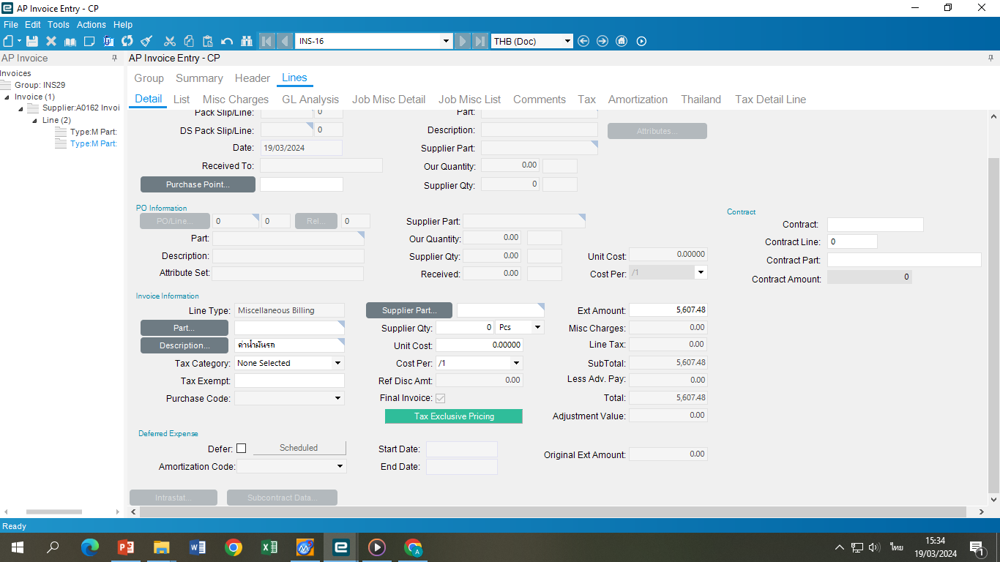 AP Invoice Entry - CP
File Edit Tools Actions Help
INS-16 THB (Doc)
AP Invoice
AP Invoice Entry - CP
Invoices
Group: INS29
Invoice (1)
Supplier:A0162 Invoi
Line (2)
Type:M Part:
Type:M Part:
Group Summary Header Lines
Detail List Misc Charges GL Analysis Job Misc Detail Job Misc List Comments Tax Amortization Thailand Tax Detail Line
Pack Slip/Line: 0 Part:
DS Pack Slip/Line: 0 Description: Attributes...
Date: 19/03/2024 Supplier Part:
Received To: Our Quantity: 0.00
Purchase Point... Supplier Qty: 0
PO Information Contract
PO/Line... 0 0 Rel... 0 Supplier Part: Contract:
Part: Our Quantity: 0.00 Contract Line: 0
Description: Supplier Qty: 0.00 Unit Cost: 0.00000 Contract Part:
Attribute Set: Received: 0.00 Cost Per: /1 Contract Amount: 0
Invoice Information
Line Type: Miscellaneous Billing Supplier Part... Ext Amount: 5,607.48
Part... Supplier Qty: 0 Pcs Misc Charges: 0.00
Description... ค่าน้ำมันรถ Unit Cost: 0.00000 Line Tax: 0.00
Tax Category: None Selected Cost Per: /1 SubTotal: 5,607.48
Tax Exempt: Ref Disc Amt: 0.00 Less Adv. Pay: 0.00
Purchase Code: Final Invoice: Total: 5,607.48
Tax Exclusive Pricing Adjustment Value: 0.00
Deferred Expense
Defer: Scheduled Start Date: Original Ext Amount: 0.00
Amortization Code: End Date:
Intrastat... Subcontract Data...
Ready
ไทย 15:34
19/03/2024 1